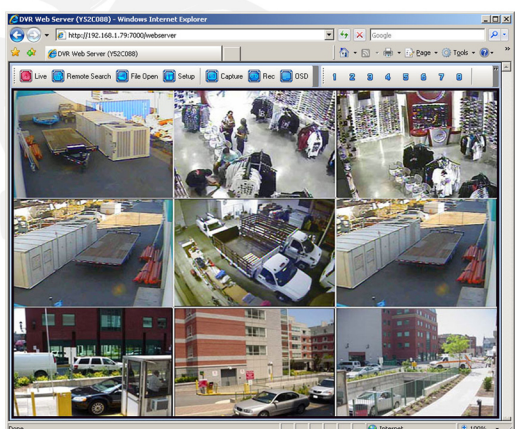 DVR Web Server (Y52C088) - Windows Internet Explorer
http://192.168.1.79:7000/webserver
Google
DVR Web Server (Y52C088)
Page
Tools
Live Remote Search File Open Setup Capture Rec OSD 1 2 3 4 5 6 7 8
Done Internet 100%